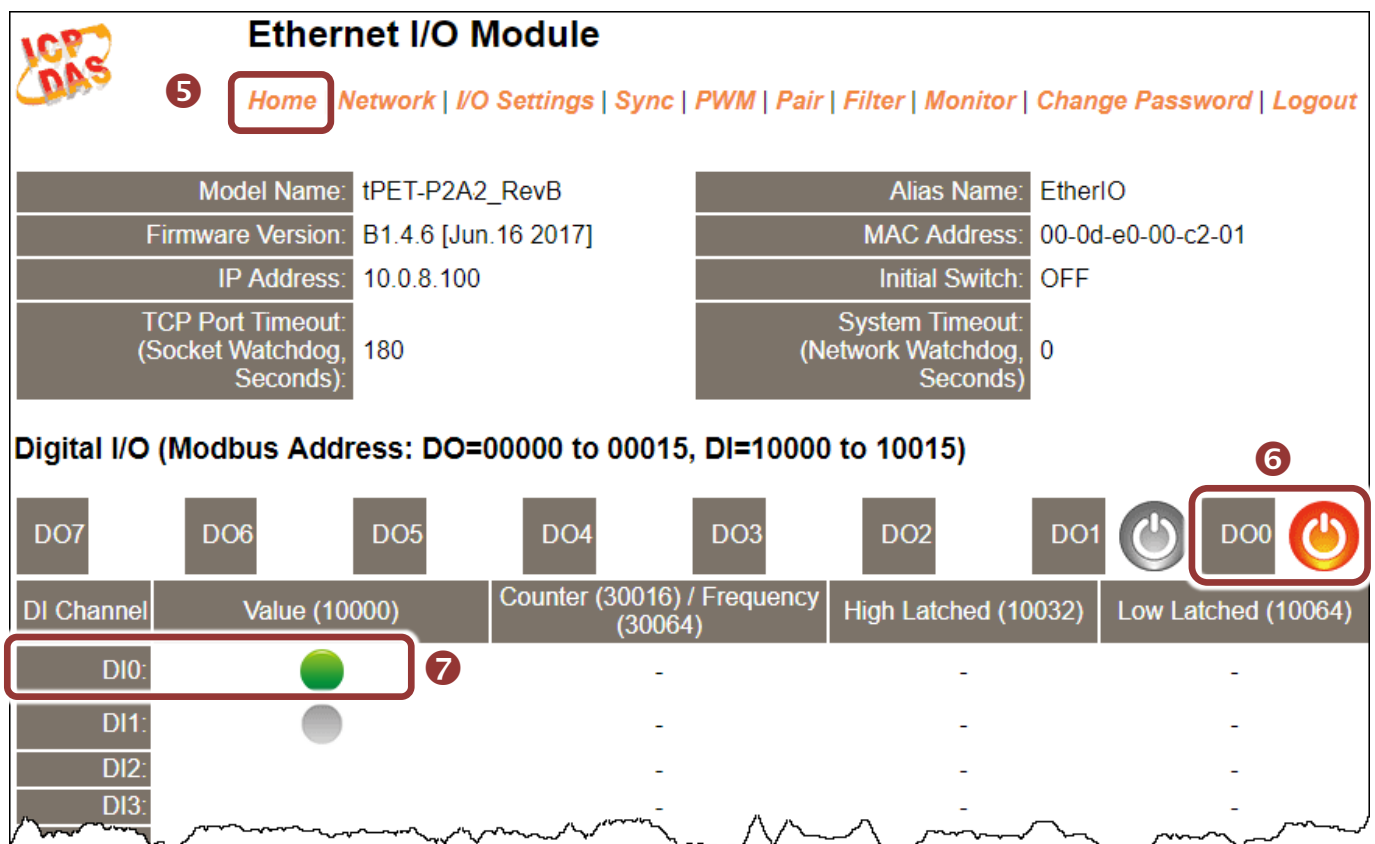 ICP
DAS
Ethernet I/O Module
5
Home | Network | I/O Settings | Sync | PWM | Pair | Filter | Monitor | Change Password | Logout
Model Name: tPET-P2A2_RevB Alias Name: EtherIO
Firmware Version: B1.4.6 [Jun.16 2017] MAC Address: 00-0d-e0-00-c2-01
IP Address: 10.0.8.100 Initial Switch: OFF
TCP Port Timeout: System Timeout:
(Socket Watchdog, 180 (Network Watchdog, 0
Seconds): Seconds)
Digital I/O (Modbus Address: DO=00000 to 00015, DI=10000 to 10015)
6
DO7 DO6 DO5 DO4 DO3 DO2 DO1 DO0
DI Channel Value (10000) Counter (30016) / Frequency High Latched (10032) Low Latched (10064)
(30064)
DI0: 7 - - -
DI1: - - -
DI2: - - -
DI3: - - -